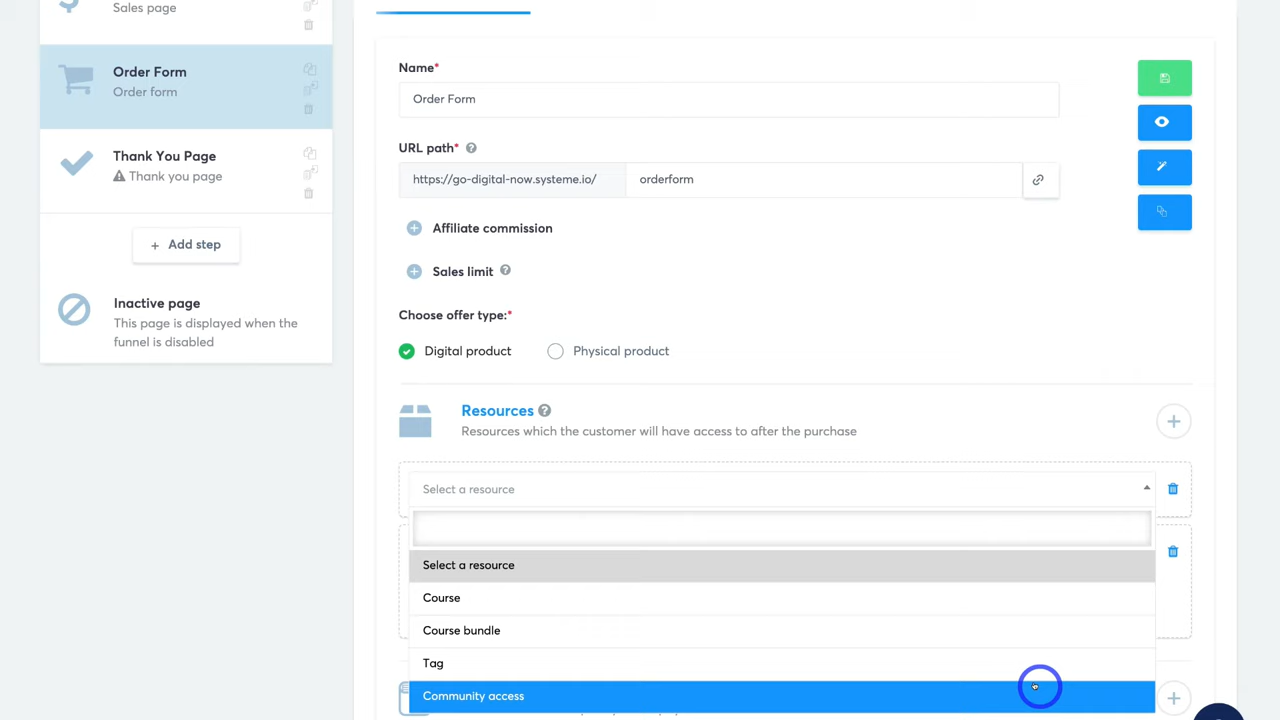 Sales page
Order Form
Order form
Thank You Page
Thank you page
+ Add step
Inactive page
This page is displayed when the
funnel is disabled
Name*
Order Form
URL path* ?
https://go-digital-now.systeme.io/ orderform
Affiliate commission
Sales limit ?
Choose offer type:*
Digital product Physical product
Resources ?
Resources which the customer will have access to after the purchase
Select a resource
Select a resource
Course
Course bundle
Tag
Community access